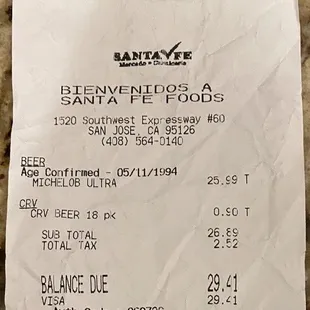 SANTA FE
Mercado • Carniceria
BIENVENIDOS A
SANTA FE FOODS
1520 Southwest Expressway #60
SAN JOSE, CA 95126
(408) 564-0140
BEER
Age Confirmed - 05/11/1994
MICHELOB ULTRA 25.99 T
CRV
CRV BEER 18 pk 0.90 T
SUB TOTAL 26.89
TOTAL TAX 2.52
BALANCE DUE 29.41
VISA 29.41